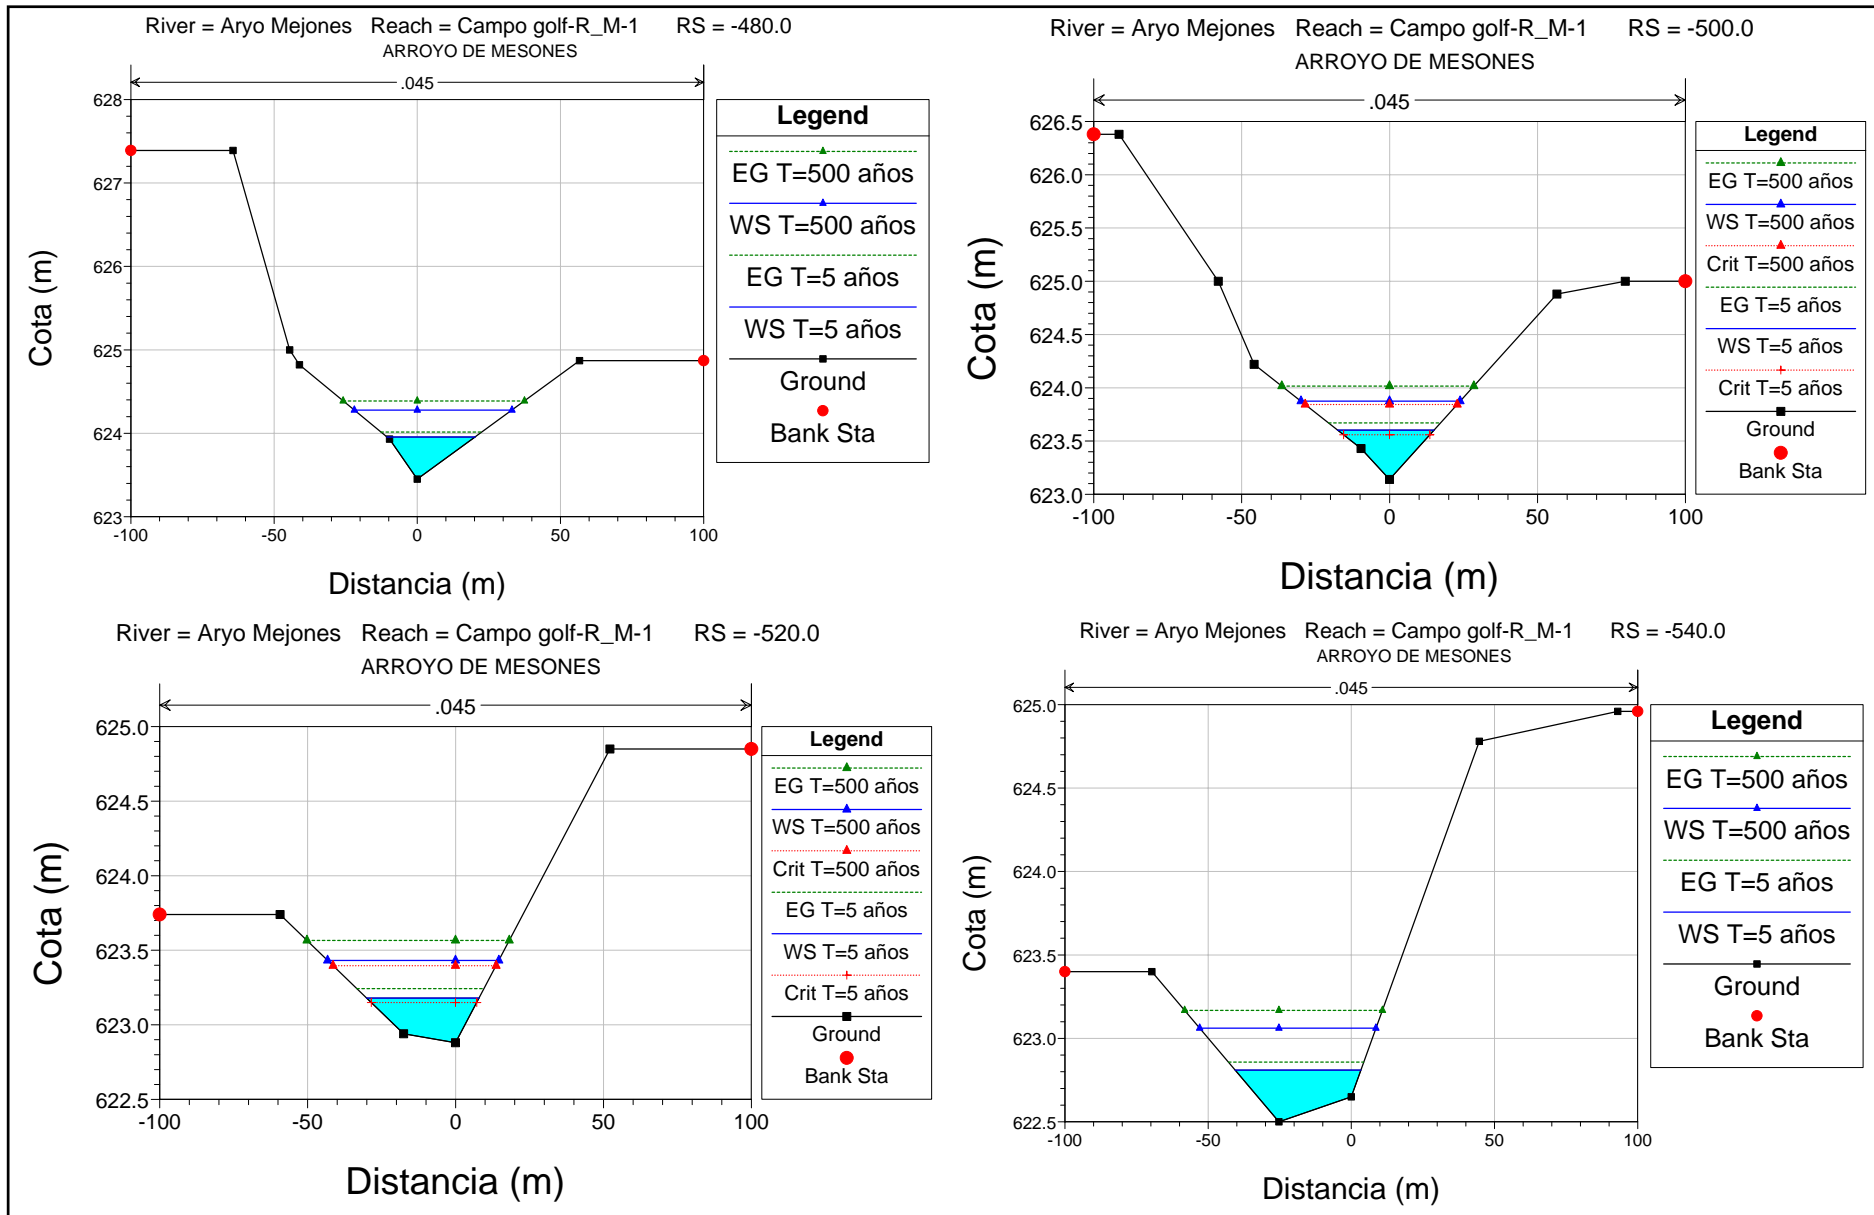 River = Aryo Mejones Reach = Campo golf-R_M-1 RS = -480.0
ARROYO DE MESONES
.045
628
627
626
625
624
623
-100
-50
0
50
100
Cota (m)
Distancia (m)
Legend
EG T=500 años
WS T=500 años
EG T=5 años
WS T=5 años
Ground
Bank Sta
River = Aryo Mejones Reach = Campo golf-R_M-1 RS = -500.0
ARROYO DE MESONES
.045
626.5
626.0
625.5
625.0
624.5
624.0
623.5
623.0
-100
-50
0
50
100
Cota (m)
Distancia (m)
Legend
EG T=500 años
WS T=500 años
Crit T=500 años
EG T=5 años
WS T=5 años
Crit T=5 años
Ground
Bank Sta
River = Aryo Mejones Reach = Campo golf-R_M-1 RS = -520.0
ARROYO DE MESONES
.045
625.0
624.5
624.0
623.5
623.0
622.5
-100
-50
0
50
100
Cota (m)
Distancia (m)
Legend
EG T=500 años
WS T=500 años
Crit T=500 años
EG T=5 años
WS T=5 años
Crit T=5 años
Ground
Bank Sta
River = Aryo Mejones Reach = Campo golf-R_M-1 RS = -540.0
ARROYO DE MESONES
.045
625.0
624.5
624.0
623.5
623.0
622.5
-100
-50
0
50
100
Cota (m)
Distancia (m)
Legend
EG T=500 años
WS T=500 años
EG T=5 años
WS T=5 años
Ground
Bank Sta